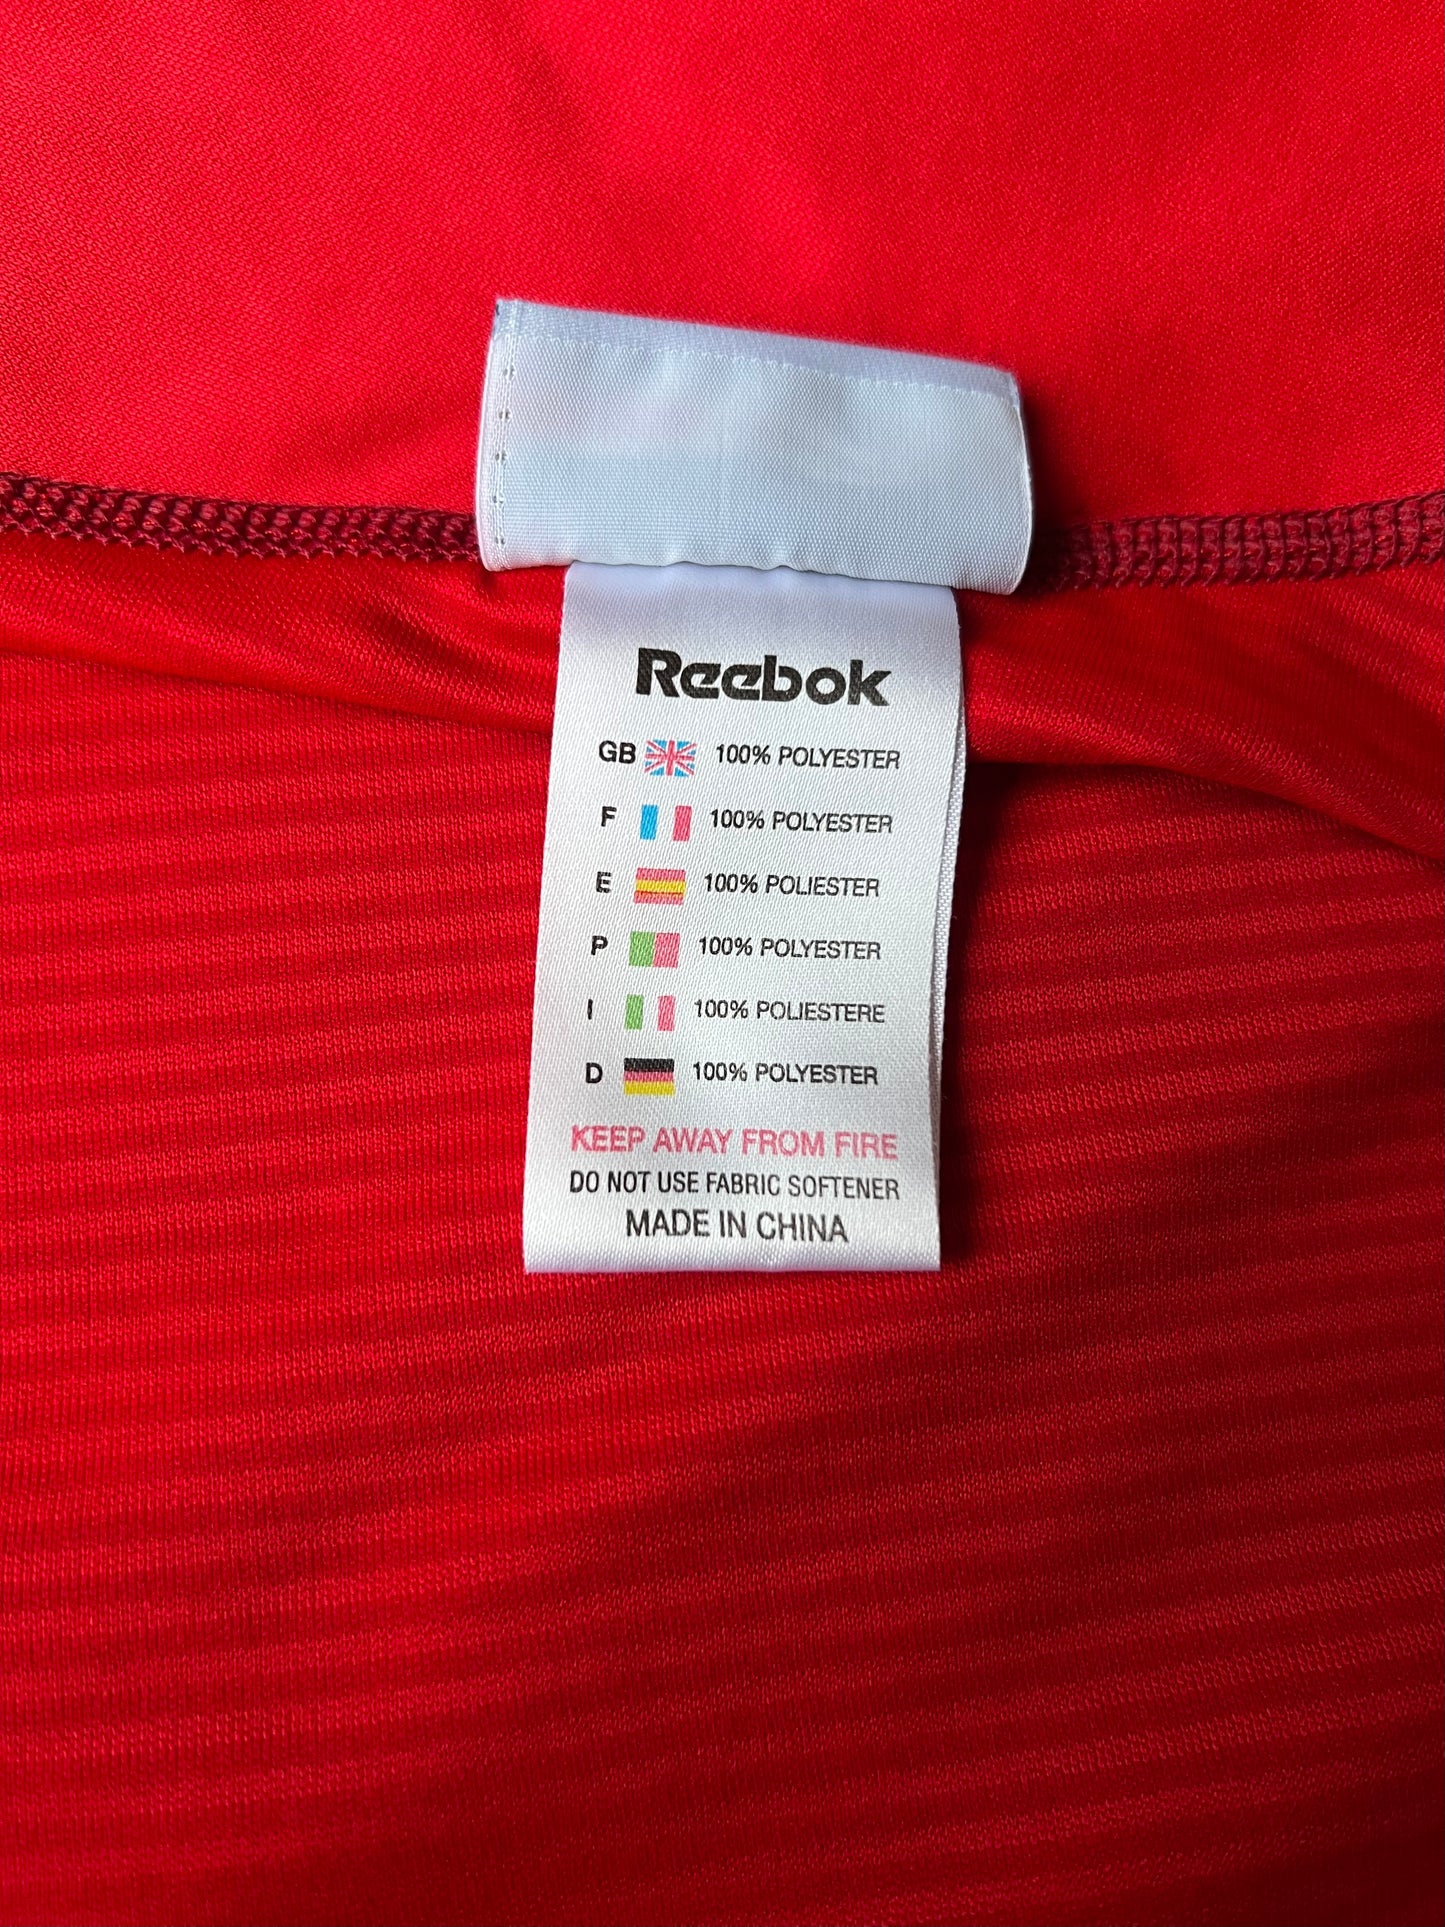 Reebok
GB 100% POLYESTER
F 100% POLYESTER
E 100% POLIESTER
P 100% POLYESTER
I 100% POLIESTERE
D 100% POLYESTER
KEEP AWAY FROM FIRE
DO NOT USE FABRIC SOFTENER
MADE IN CHINA